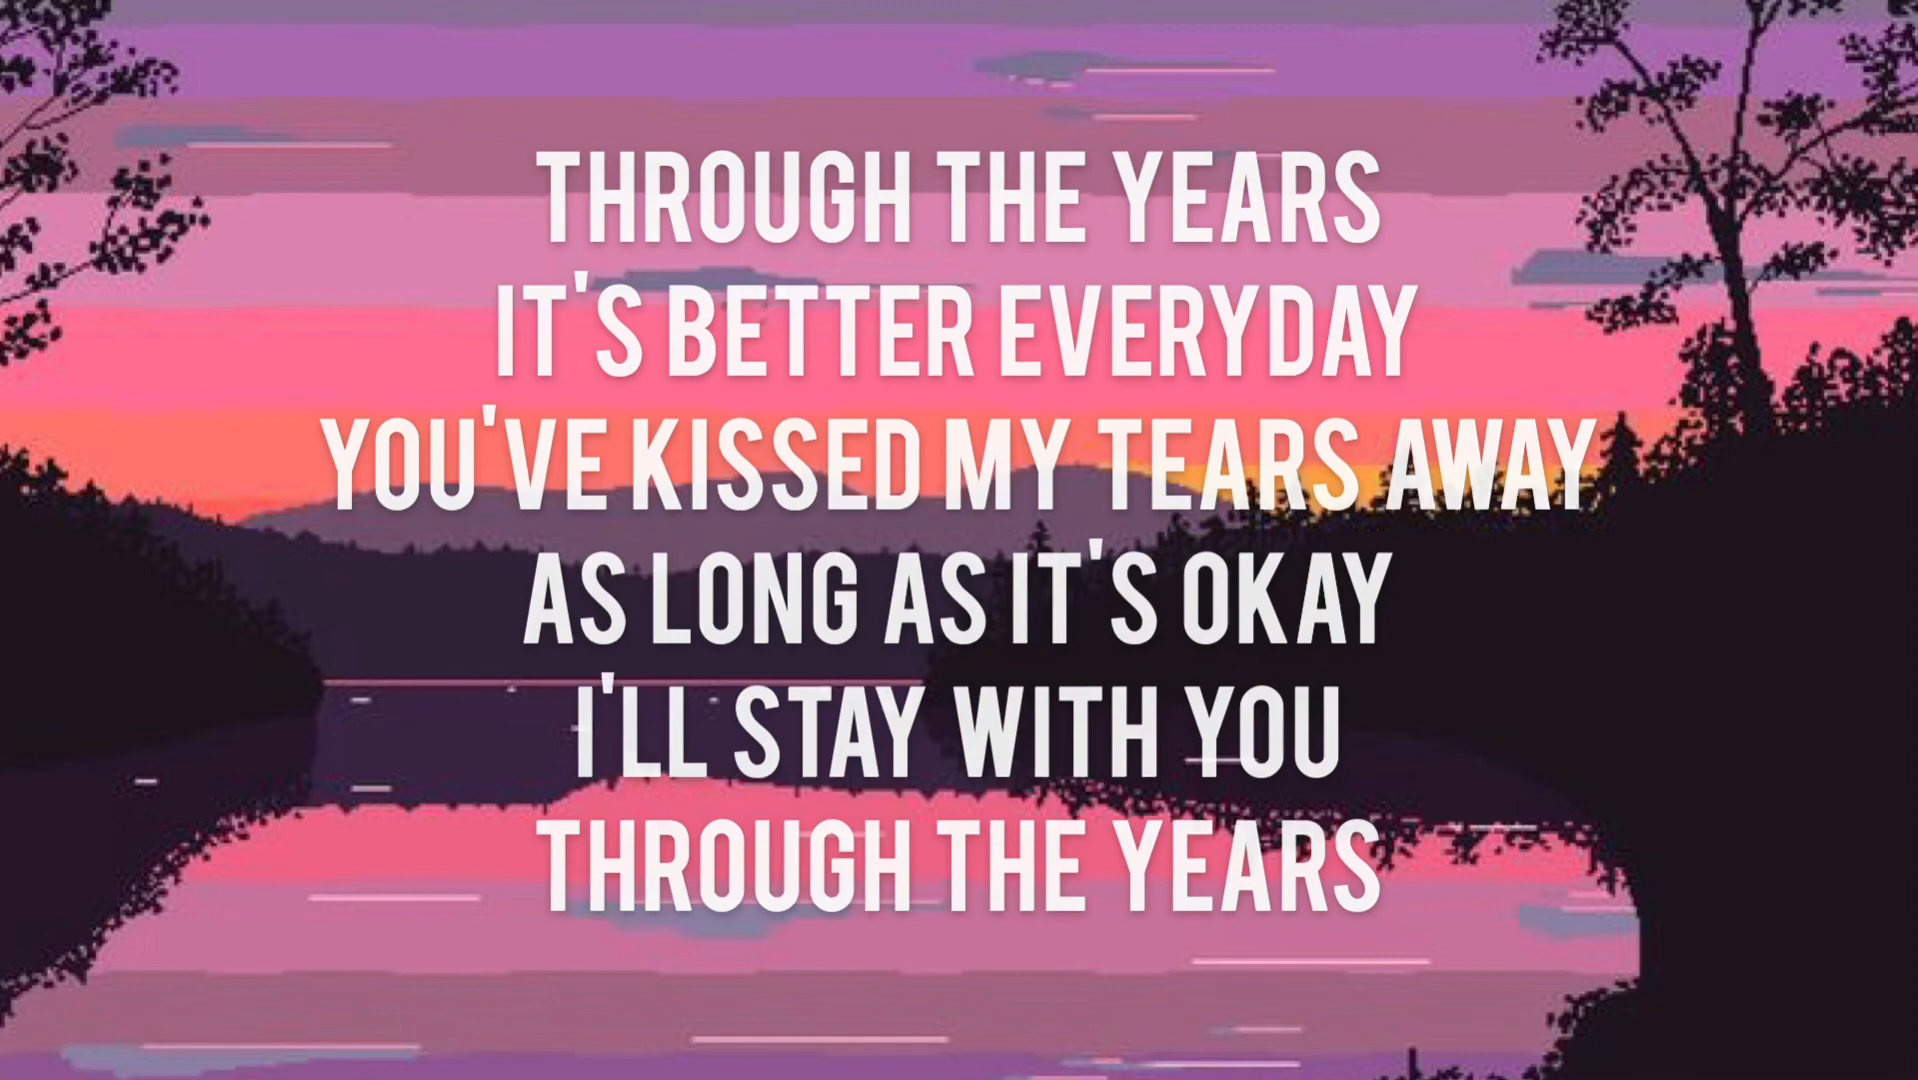 THROUGH THE YEARS
IT'S BETTER EVERYDAY
YOU'VE KISSED MY TEARS AWAY
AS LONG AS IT'S OKAY
I'LL STAY WITH YOU
THROUGH THE YEARS